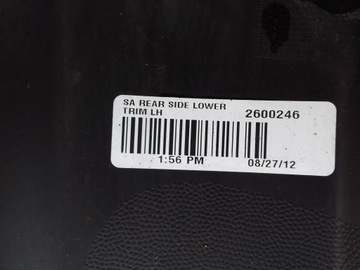 SA REAR SIDE LOWER
TRIM LH 2600246
1:56 PM 08/27/12